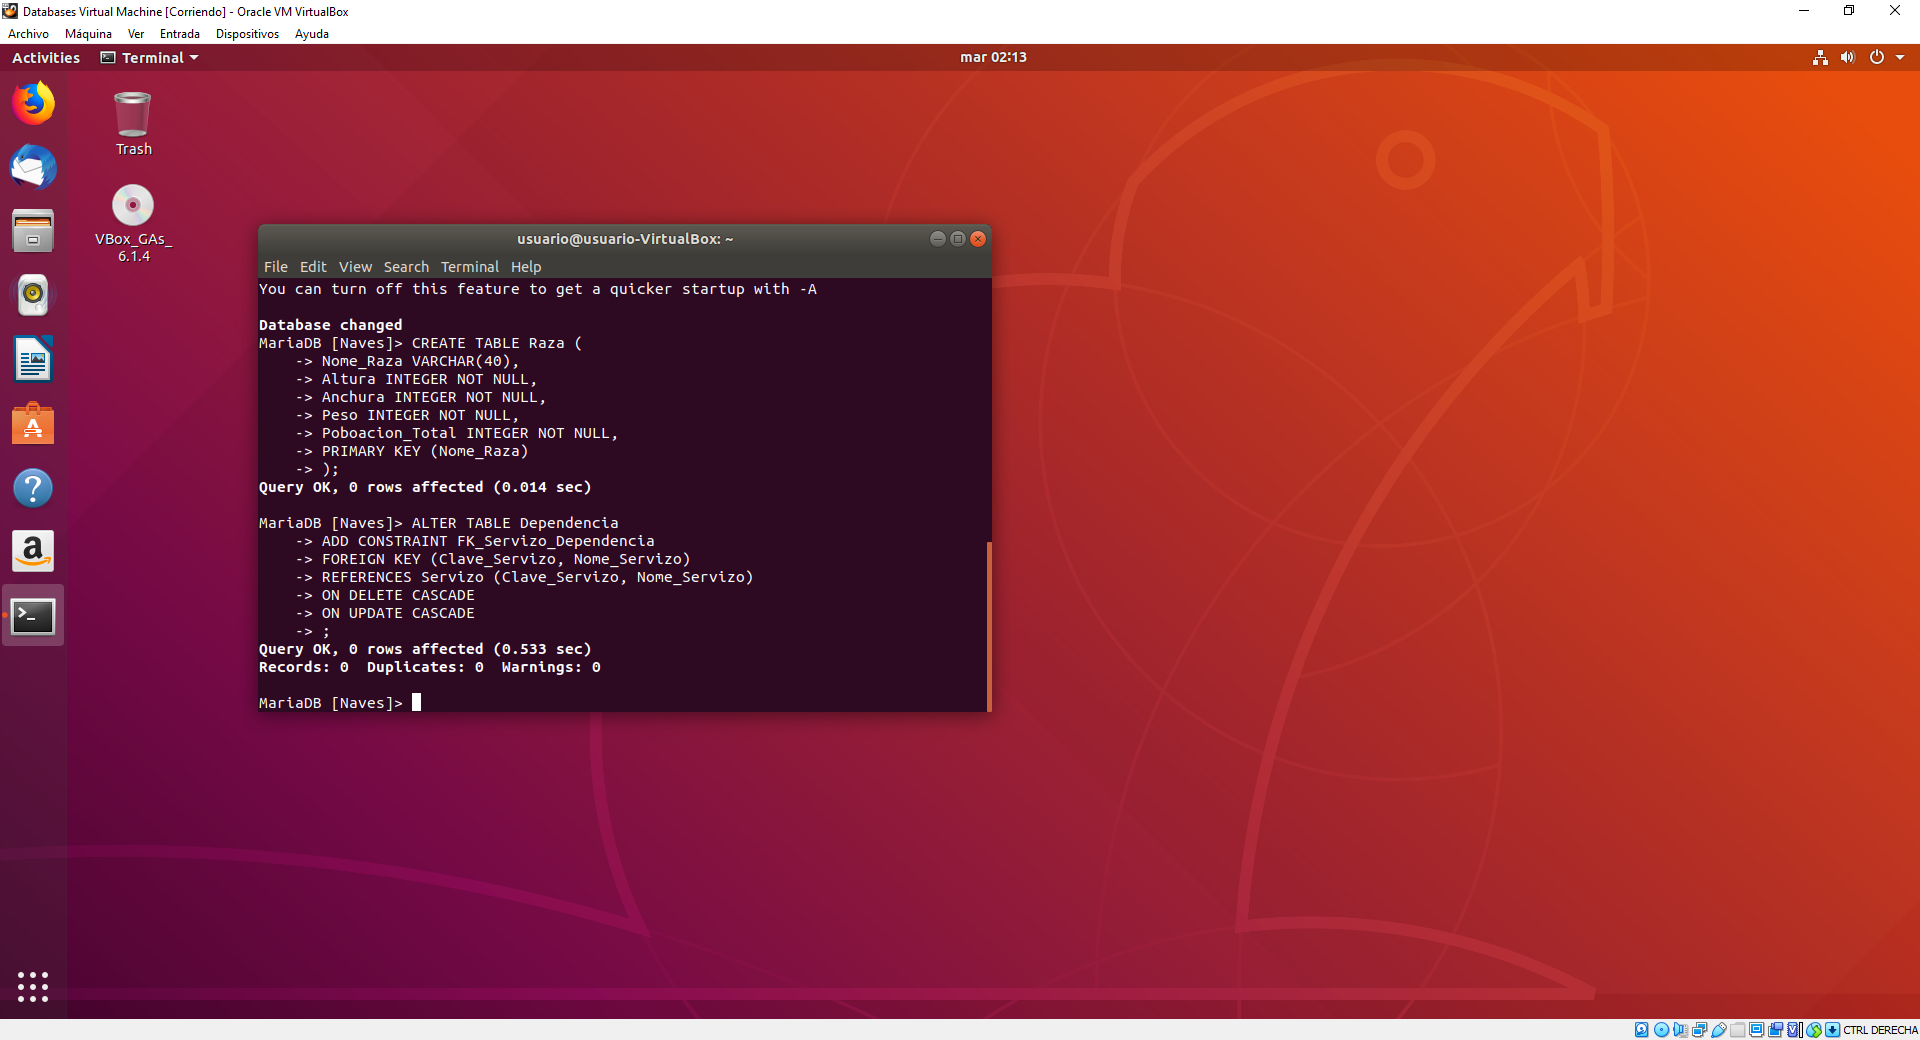 Databases Virtual Machine [Corriendo] - Oracle VM VirtualBox
Archivo Máquina Ver Entrada Dispositivos Ayuda
Activities Terminal mar 02:13
Trash
VBox_GAs_
6.1.4
usuario@usuario-VirtualBox: ~
File Edit View Search Terminal Help
You can turn off this feature to get a quicker startup with -A
Database changed
MariaDB [Naves]> CREATE TABLE Raza (
-> Nome_Raza VARCHAR(40),
-> Altura INTEGER NOT NULL,
-> Anchura INTEGER NOT NULL,
-> Peso INTEGER NOT NULL,
-> Poboacion_Total INTEGER NOT NULL,
-> PRIMARY KEY (Nome_Raza)
-> );
Query OK, 0 rows affected (0.014 sec)
MariaDB [Naves]> ALTER TABLE Dependencia
-> ADD CONSTRAINT FK_Servizo_Dependencia
-> FOREIGN KEY (Clave_Servizo, Nome_Servizo)
-> REFERENCES Servizo (Clave_Servizo, Nome_Servizo)
-> ON DELETE CASCADE
-> ON UPDATE CASCADE
-> ;
Query OK, 0 rows affected (0.533 sec)
Records: 0 Duplicates: 0 Warnings: 0
MariaDB [Naves]>
CTRL DERECHA